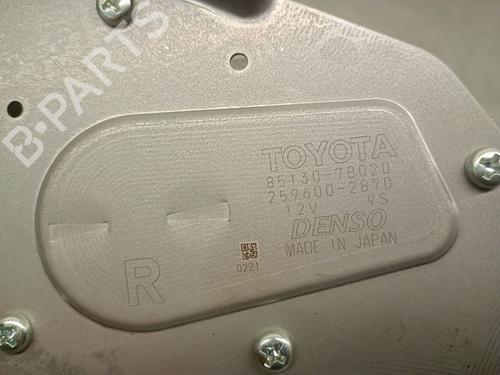 B-PARTS
TOYOTA
85130-78020
259600-2870
12V 9S
DENSO
MADE IN JAPAN
0221
R